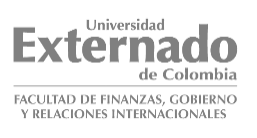 Universidad
Externado
de Colombia
FACULTAD DE FINANZAS, GOBIERNO
Y RELACIONES INTERNACIONALES